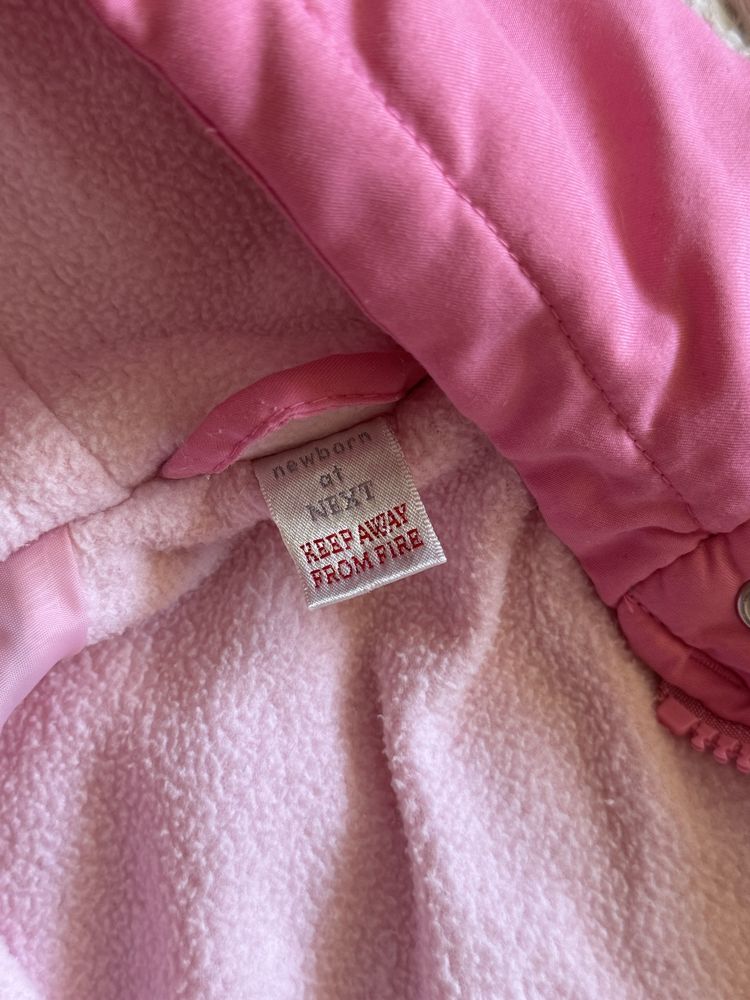 newborn
at
NEXT
KEEP AWAY
FROM FIRE